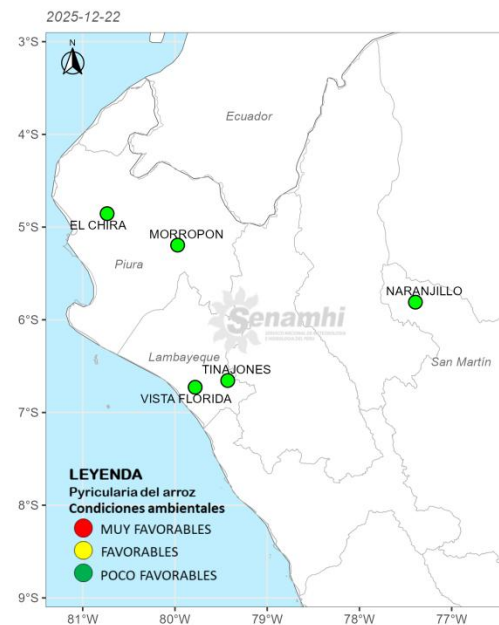 2025-12-22
3°S
N
Ecuador
4°S
EL CHIRA
5°S
MORROPON
Piura
NARANJILLO
6°S
Senamhi
Lambayeque
TINAJONES
San Martín
VISTA FLORIDA
7°S
LEYENDA
Pyricularia del arroz
Condiciones ambientales
8°S
MUY FAVORABLES
FAVORABLES
POCO FAVORABLES
9°S
81°W 80°W 79°W 78°W 77°W